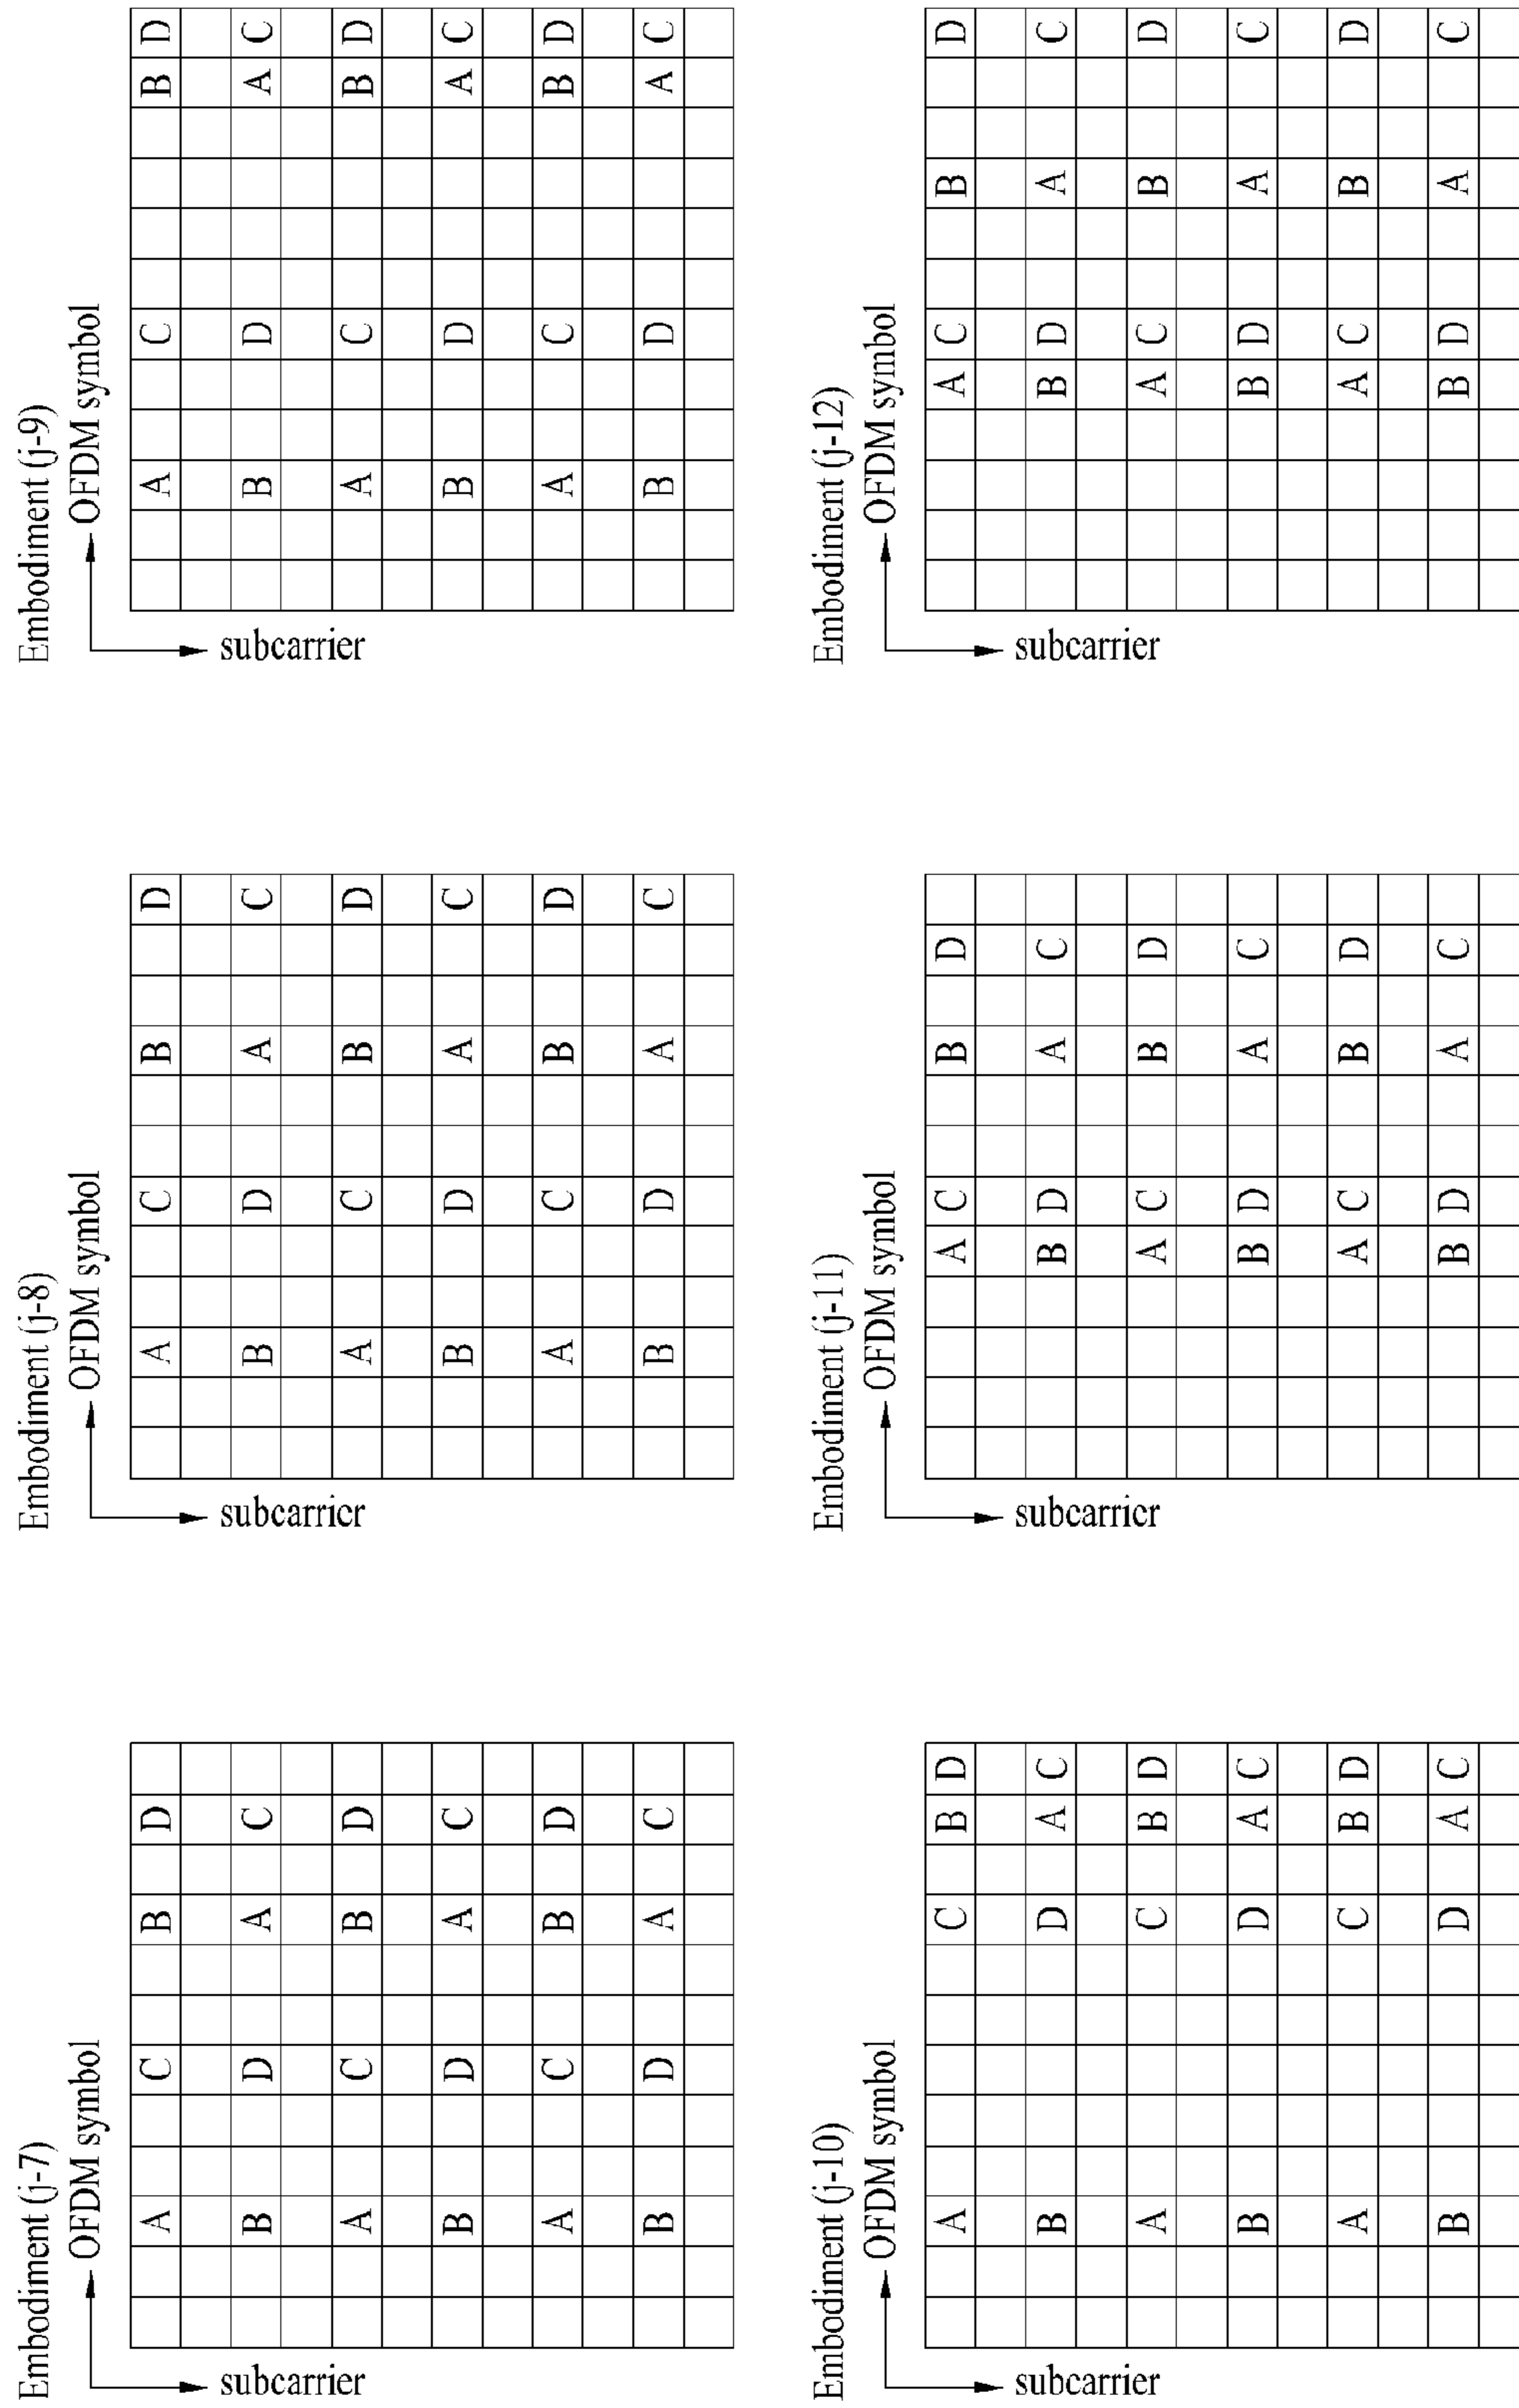 Embodiment (j-7)
OFDM symbol
subcarrier
A C B D
B D A C
A C B D
B D A C
A C B D
B D A C
Embodiment (j-8)
OFDM symbol
subcarrier
A C B D
B D A C
A C B D
B D A C
A C B D
B D A C
Embodiment (j-9)
OFDM symbol
subcarrier
A C B D
B D A C
A C B D
B D A C
A C B D
B D A C
Embodiment (j-10)
OFDM symbol
subcarrier
A C B D
B D A C
A C B D
B D A C
A C B D
B D A C
Embodiment (j-11)
OFDM symbol
subcarrier
A C B D
B D A C
A C B D
B D A C
A C B D
B D A C
Embodiment (j-12)
OFDM symbol
subcarrier
A C B D
B D A C
A C B D
B D A C
A C B D
B D A C